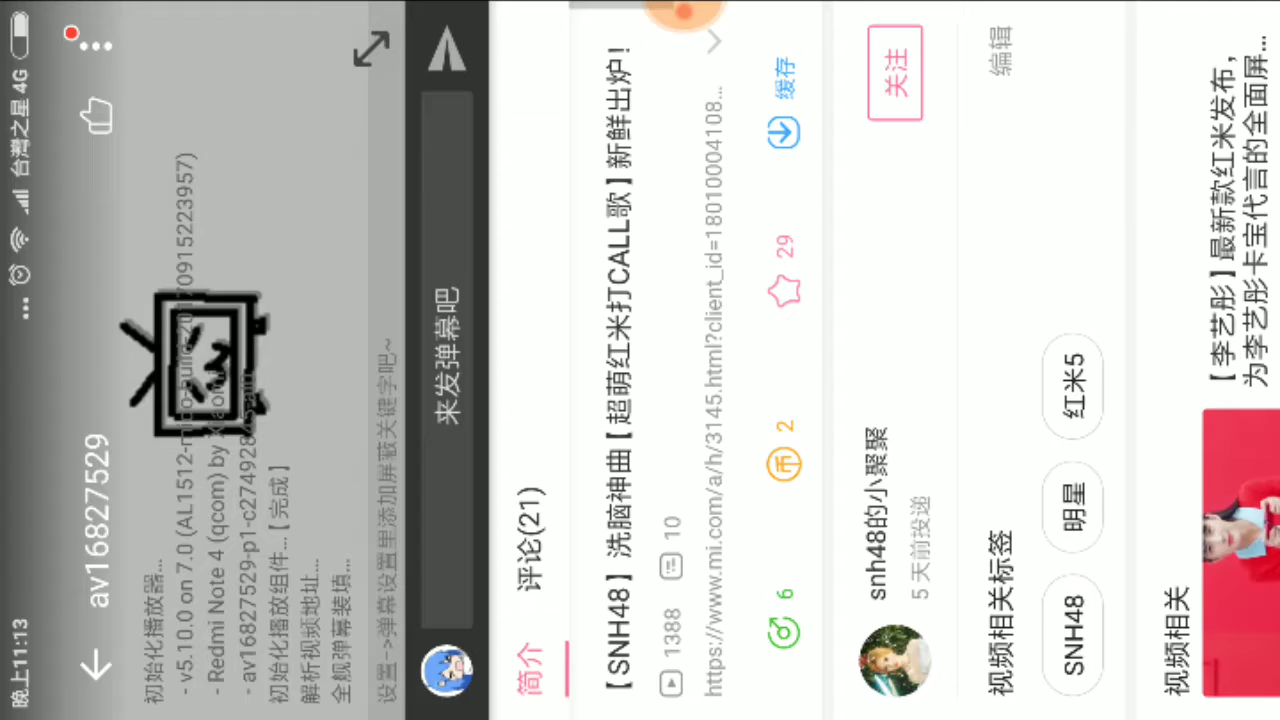 晚上11:13
... 台灣之星 4G
av16827529
初始化播放器...
- v5.10.0 on 7.0 (AL1512-
- Redmi Note 4 (qcom) by
- av16827529-p1-c2749284
初始化播放组件...【完成】
解析视频地址...
全舰弹幕装填...
设置->弹幕设置里添加屏蔽关键字吧~
来发弹幕吧
简介
评论(21)
【SNH48】洗脑神曲【超萌红米打CALL歌】新鲜出炉!
1388
10
https://www.mi.com/a/h/3145.html?client_id=18010004108...
6
2
29
缓存
snh48的小聚聚
5 天前投递
关注
视频相关标签
编辑
SNH48
明星
红米5
视频相关
【李艺彤】最新款红米发布,
为李艺彤卡宝代言的全面屏...